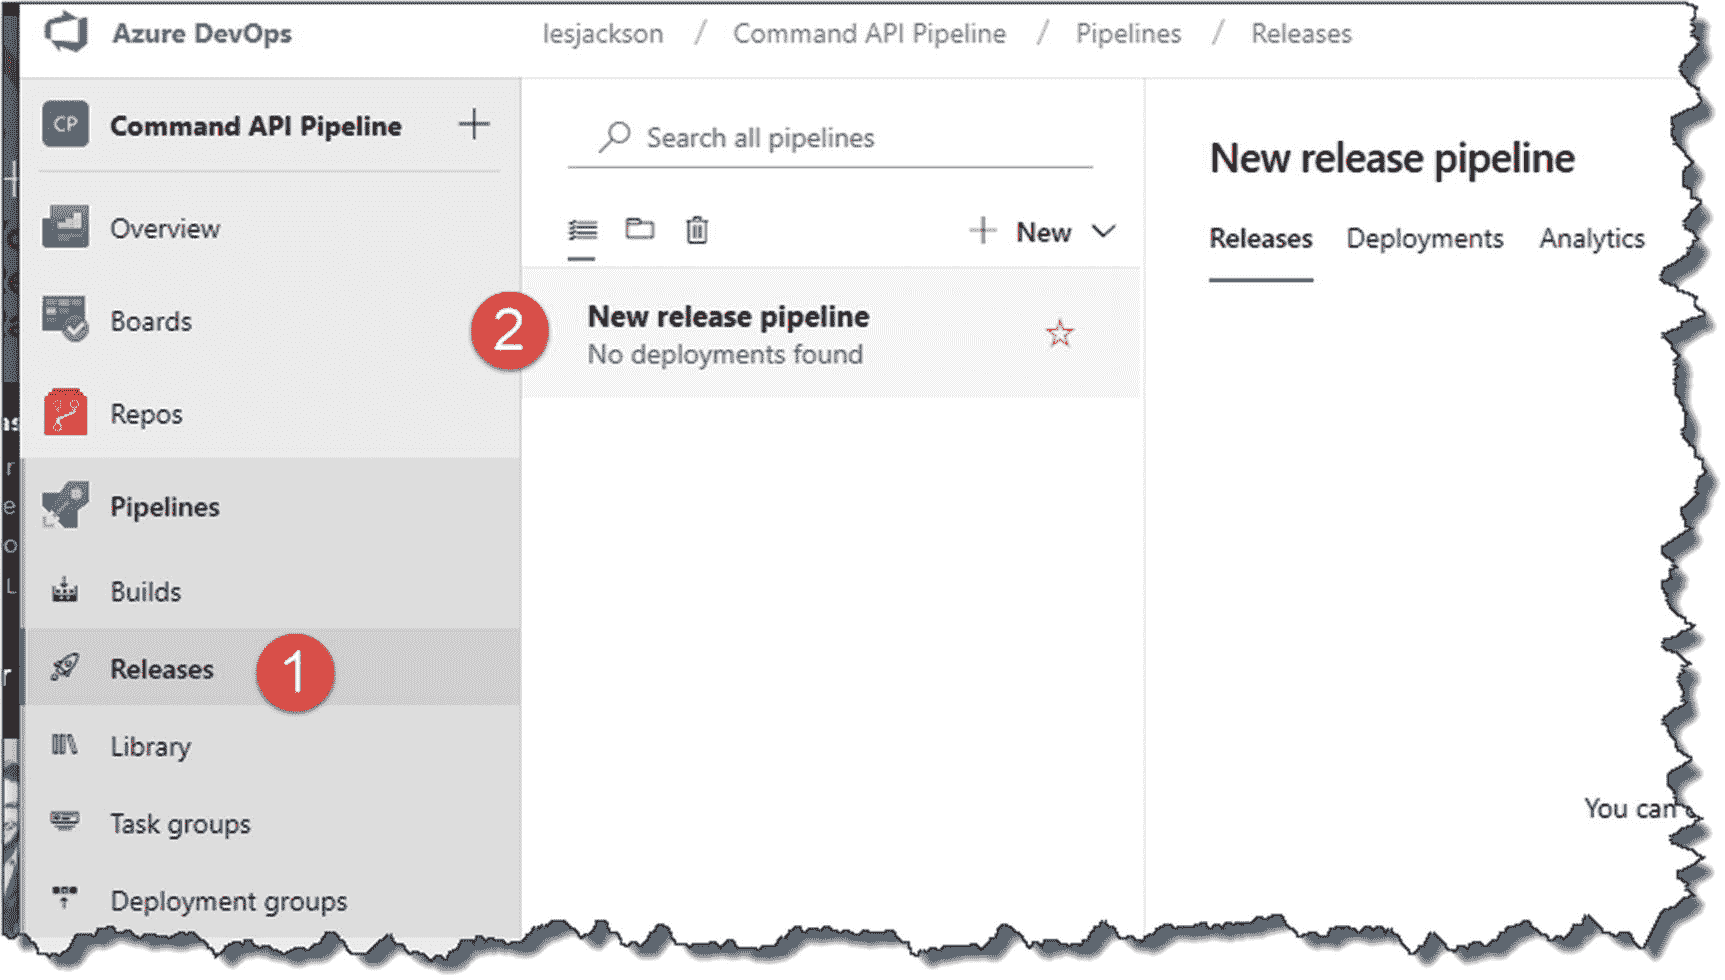 Azure DevOps
lesjackson / Command API Pipeline / Pipelines / Releases
CP
Command API Pipeline
Overview
Boards
Repos
Pipelines
Builds
Releases
1
Library
Task groups
Deployment groups
Search all pipelines
New
2
New release pipeline
No deployments found
New release pipeline
Releases Deployments Analytics
You can